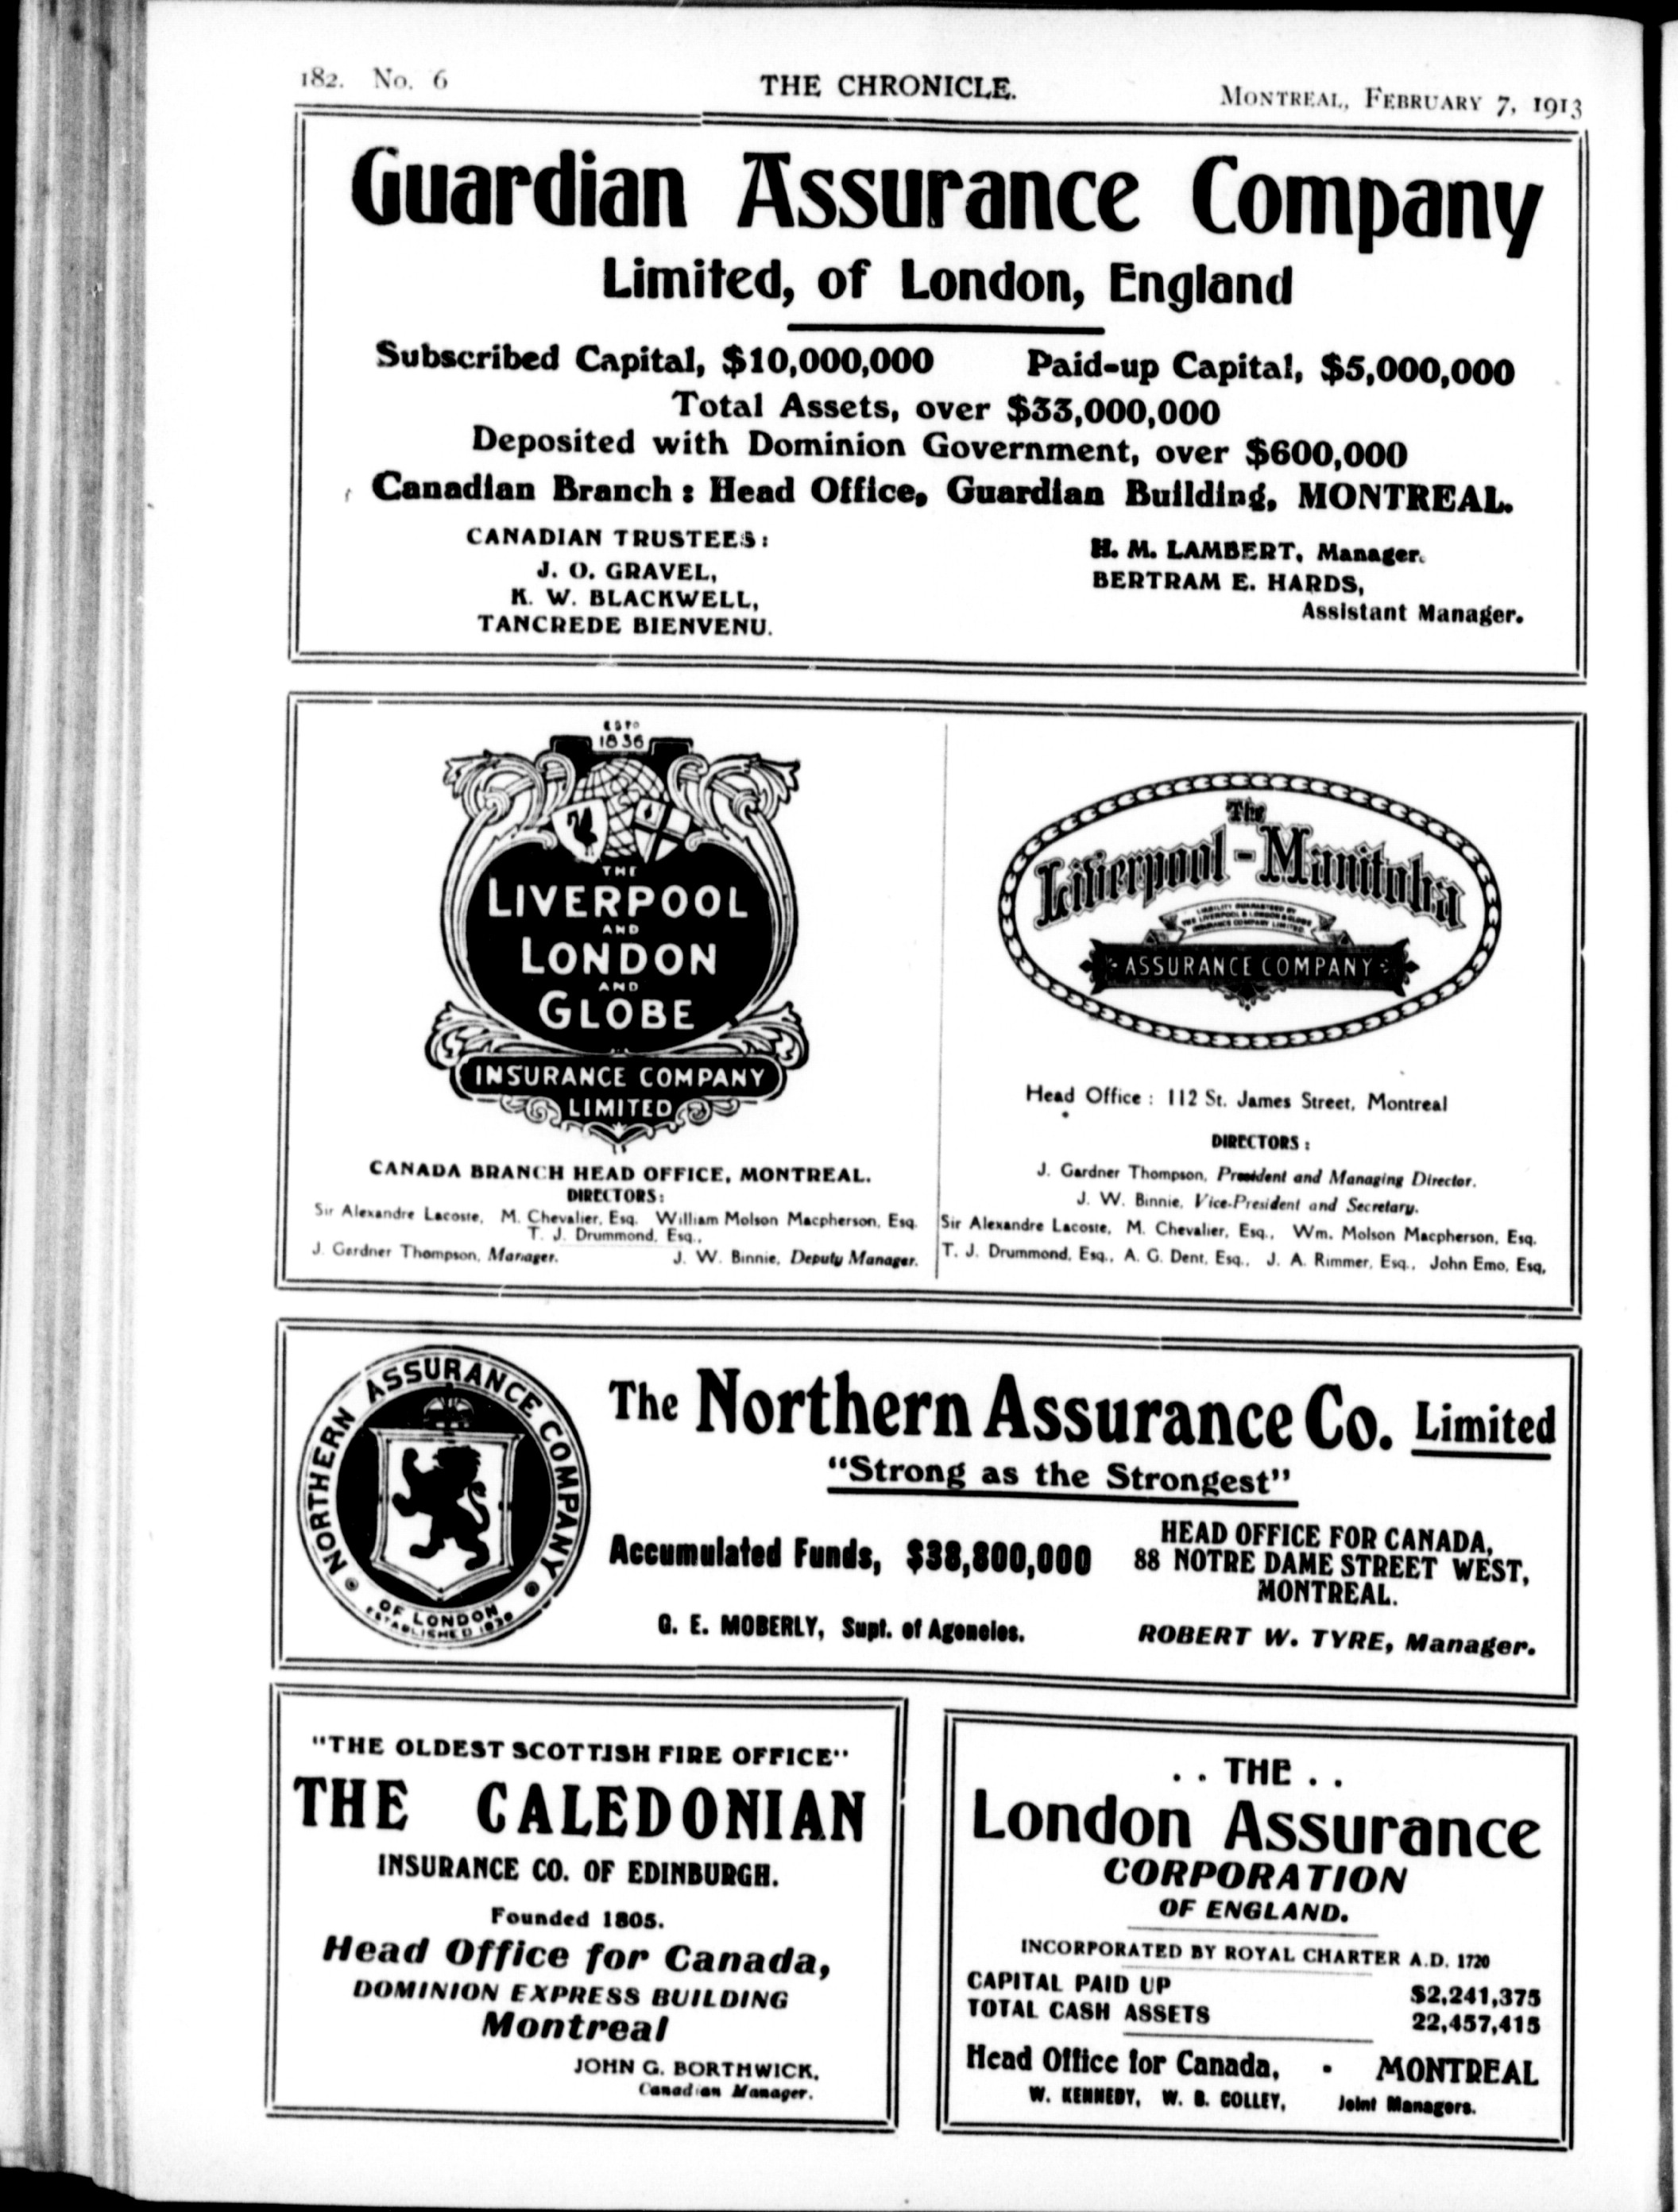 182. No. 6
THE CHRONICLE.
MONTREAL, FEBRUARY 7, 1913
Guardian Assurance Company
Limited, of London, England
Subscribed Capital, $10,000,000 Paid-up Capital, $5,000,000
Total Assets, over $33,000,000
Deposited with Dominion Government, over $600,000
Canadian Branch : Head Office, Guardian Building, MONTREAL.
CANADIAN TRUSTEES :
J. O. GRAVEL,
K. W. BLACKWELL,
TANCREDE BIENVENU.
H. M. LAMBERT, Manager.
BERTRAM E. HARDS,
Assistant Manager.
ESTD
1836
THE
LIVERPOOL
AND
LONDON
AND
GLOBE
INSURANCE COMPANY
LIMITED
CANADA BRANCH HEAD OFFICE, MONTREAL.
DIRECTORS:
Sir Alexandre Lacoste, M. Chevalier, Esq. William Molson Macpherson, Esq.
T. J. Drummond, Esq.,
J. Gardner Thompson, Manager. J. W. Binnie, Deputy Manager.
The
Liverpool-Manitoba
LIABILITY GUARANTEED BY
THE LIVERPOOL & LONDON & GLOBE
INSURANCE COMPANY LIMITED
ASSURANCE COMPANY
Head Office : 112 St. James Street, Montreal
DIRECTORS :
J. Gardner Thompson, President and Managing Director.
J. W. Binnie, Vice-President and Secretary.
Sir Alexandre Lacoste, M. Chevalier, Esq., Wm. Molson Macpherson, Esq.
T. J. Drummond, Esq., A. G. Dent, Esq., J. A. Rimmer, Esq., John Emo, Esq.
NORTHERN ASSURANCE COMPANY
OF LONDON
ESTABLISHED 1836
The Northern Assurance Co. Limited
"Strong as the Strongest"
Accumulated Funds, $38,800,000
HEAD OFFICE FOR CANADA,
88 NOTRE DAME STREET WEST,
MONTREAL.
G. E. MOBERLY, Supt. of Agencies.
ROBERT W. TYRE, Manager.
"THE OLDEST SCOTTISH FIRE OFFICE"
THE CALEDONIAN
INSURANCE CO. OF EDINBURGH.
Founded 1805.
Head Office for Canada,
DOMINION EXPRESS BUILDING
Montreal
JOHN G. BORTHWICK,
Canadian Manager.
. . THE . .
London Assurance
CORPORATION
OF ENGLAND.
INCORPORATED BY ROYAL CHARTER A.D. 1720
CAPITAL PAID UP $2,241,375
TOTAL CASH ASSETS 22,457,415
Head Office for Canada, - MONTREAL
W. KENNEDY, W. B. COLLEY, Joint Managers.